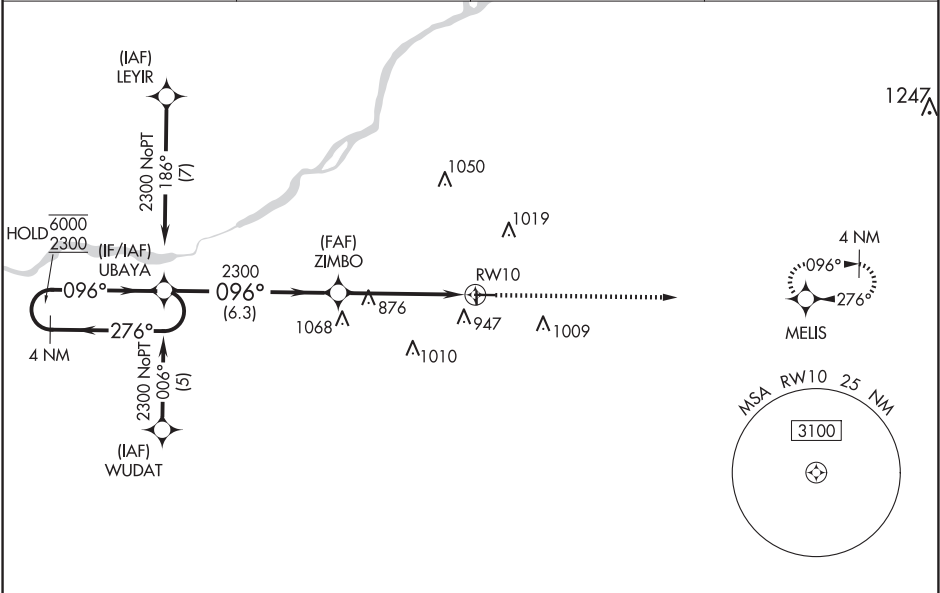 (IAF)
LEYIR
2300 NoPT
186°
(7)
1247
1050
1019
HOLD
6000
2300
(IF/IAF)
UBAYA
096°
276°
4 NM
2300
096°
(6.3)
(FAF)
ZIMBO
1068
876
1010
RW10
947
1009
4 NM
096°
276°
MELIS
2300 NoPT
006°
(5)
(IAF)
WUDAT
MSA RW10 25 NM
3100